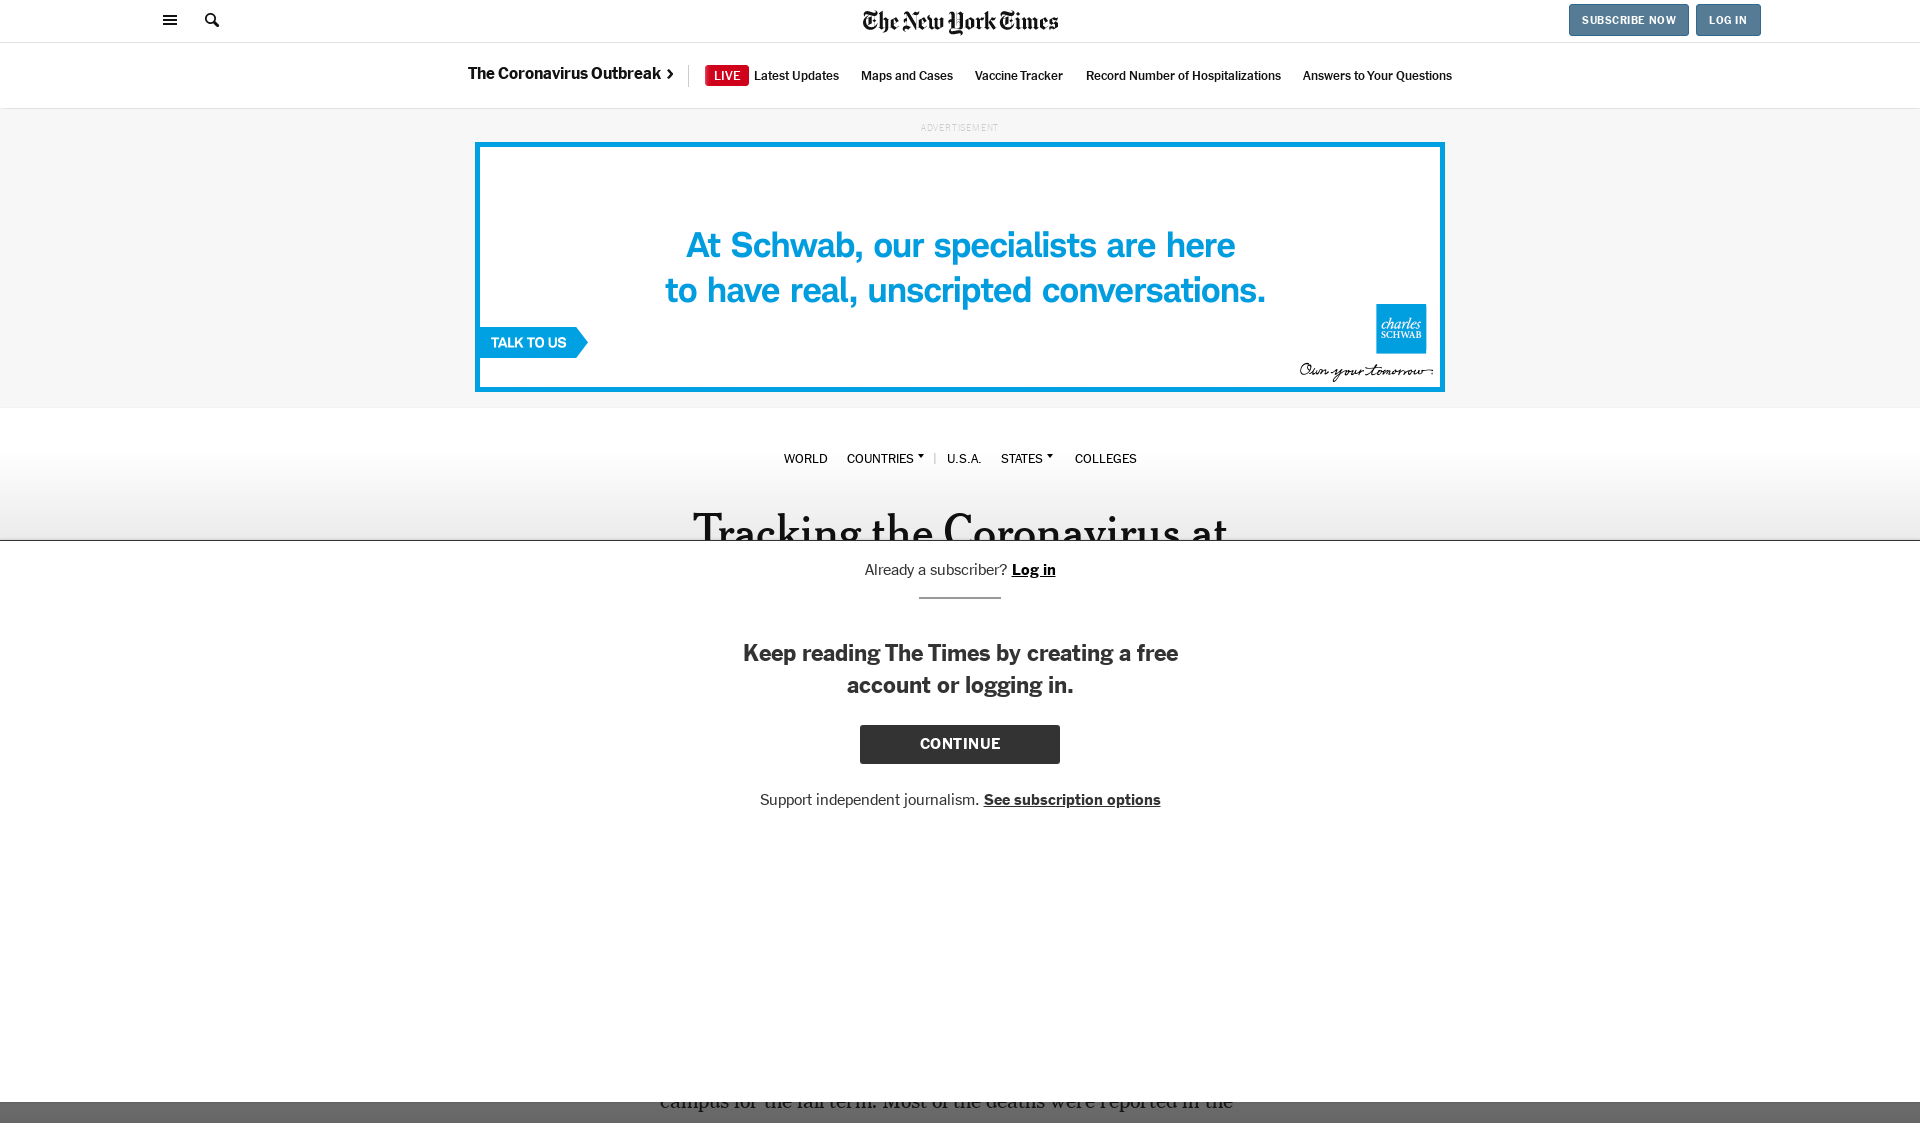 The New York Times
SUBSCRIBE NOW
LOG IN
The Coronavirus Outbreak
LIVE Latest Updates
Maps and Cases
Vaccine Tracker
Record Number of Hospitalizations
Answers to Your Questions
ADVERTISEMENT
At Schwab, our specialists are here
to have real, unscripted conversations.
TALK TO US
charles
SCHWAB
Own your tomorrow
WORLD
COUNTRIES
U.S.A.
STATES
COLLEGES
Tracking the Coronavirus at
Already a subscriber? Log in
Keep reading The Times by creating a free
account or logging in.
CONTINUE
Support independent journalism. See subscription options
campus for the fall term. Most of the deaths were reported in the